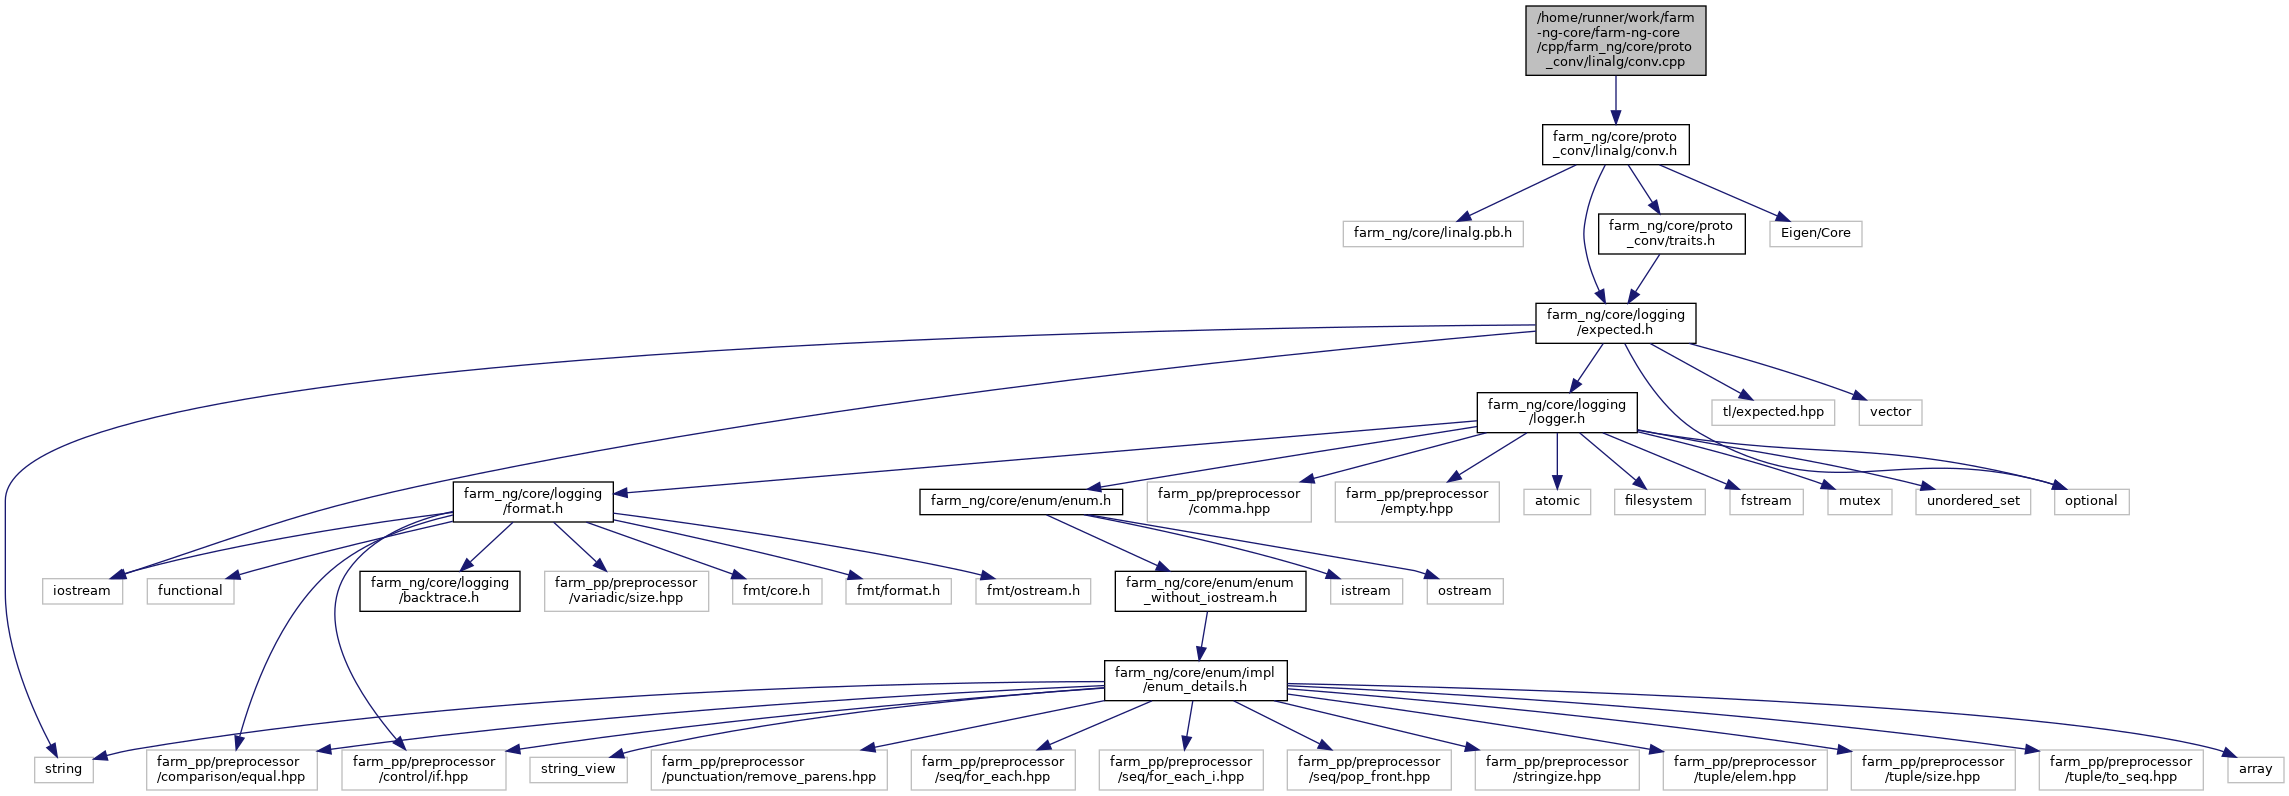 /home/runner/work/farm
-ng-core/farm-ng-core
/cpp/farm_ng/core/proto
_conv/linalg/conv.cpp
farm_ng/core/proto
_conv/linalg/conv.h
farm_ng/core/linalg.pb.h
farm_ng/core/proto
_conv/traits.h
Eigen/Core
farm_ng/core/logging
/expected.h
farm_ng/core/logging
/logger.h
tl/expected.hpp
vector
farm_ng/core/logging
/format.h
farm_ng/core/enum/enum.h
farm_pp/preprocessor
/comma.hpp
farm_pp/preprocessor
/empty.hpp
atomic
filesystem
fstream
mutex
unordered_set
optional
iostream
functional
farm_ng/core/logging
/backtrace.h
farm_pp/preprocessor
/variadic/size.hpp
fmt/core.h
fmt/format.h
fmt/ostream.h
farm_ng/core/enum/enum
_without_iostream.h
istream
ostream
farm_ng/core/enum/impl
/enum_details.h
string
farm_pp/preprocessor
/comparison/equal.hpp
farm_pp/preprocessor
/control/if.hpp
string_view
farm_pp/preprocessor
/punctuation/remove_parens.hpp
farm_pp/preprocessor
/seq/for_each.hpp
farm_pp/preprocessor
/seq/for_each_i.hpp
farm_pp/preprocessor
/seq/pop_front.hpp
farm_pp/preprocessor
/stringize.hpp
farm_pp/preprocessor
/tuple/elem.hpp
farm_pp/preprocessor
/tuple/size.hpp
farm_pp/preprocessor
/tuple/to_seq.hpp
array